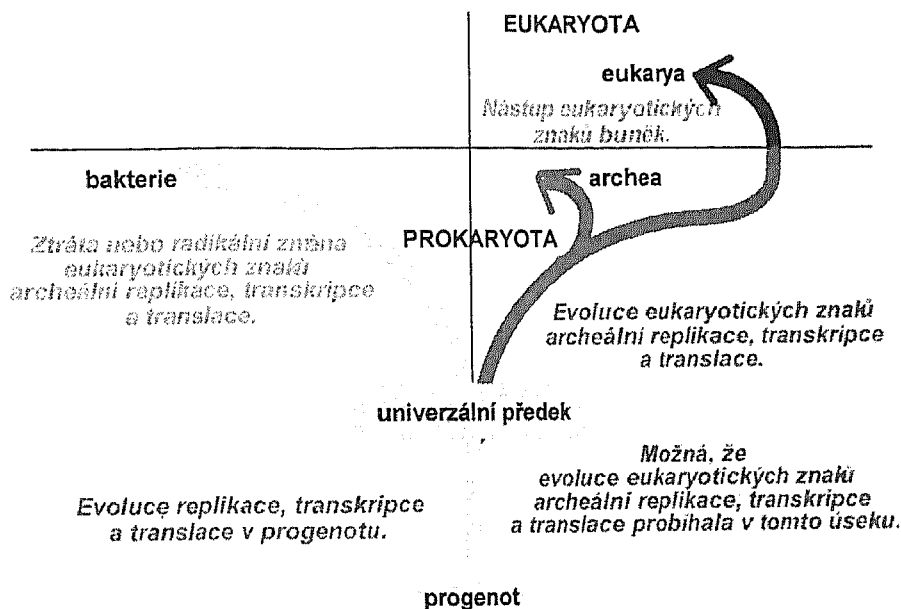 EUKARYOTA
eukarya
Nástup eukaryotických
znaků buněk.
bakterie
archea
Ztráta nebo radikální změna
eukaryotických znaků
archeální replikace, transkripce
a translace.
PROKARYOTA
Evoluce eukaryotických znaků
archeální replikace, transkripce
a translace.
univerzální předek
Evoluce replikace, transkripce
a translace v progenotu.
Možná, že
evoluce eukaryotických znaků
archeální replikace, transkripce
a translace probíhala v tomto úseku.
progenot